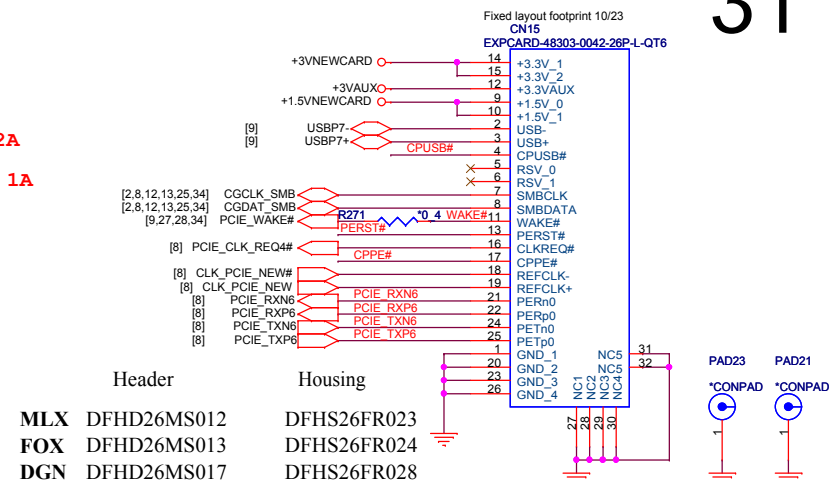 31
Fixed layout footprint 10/23
CN15
EXPCARD-48303-0042-26P-L-QT6
+3VNEWCARD 14 +3.3V_1
15 +3.3V_2
+3VAUX 12 +3.3VAUX
+1.5VNEWCARD 9 +1.5V_0
10 +1.5V_1
2A
[9] USBP7- 2 USB-
[9] USBP7+ 3 USB+
CPUSB# 4 CPUSB#
5 RSV_0
1A
6 RSV_1
[2,8,12,13,25,34] CGCLK_SMB 7 SMBCLK
[2,8,12,13,25,34] CGDAT_SMB 8 SMBDATA
[9,27,28,34] PCIE_WAKE# R271 *0_4 WAKE# 11 WAKE#
PERST# 13 PERST#
[8] PCIE_CLK_REQ4# 16 CLKREQ#
CPPE# 17 CPPE#
[8] CLK_PCIE_NEW# 18 REFCLK-
[8] CLK_PCIE_NEW 19 REFCLK+
[8] PCIE_RXN6 PCIE_RXN6 21 PERn0
[8] PCIE_RXP6 PCIE_RXP6 22 PERp0
[8] PCIE_TXN6 PCIE_TXN6 24 PETn0
[8] PCIE_TXP6 PCIE_TXP6 25 PETp0
1 GND_1 NC5 31
20 GND_2 NC5 32
23 GND_3
26 GND_4
NC1 NC2 NC3 NC4
27 28 29 30
PAD23 PAD21
*CONPAD *CONPAD
1 1
Header Housing
MLX DFHD26MS012 DFHS26FR023
FOX DFHD26MS013 DFHS26FR024
DGN DFHD26MS017 DFHS26FR028